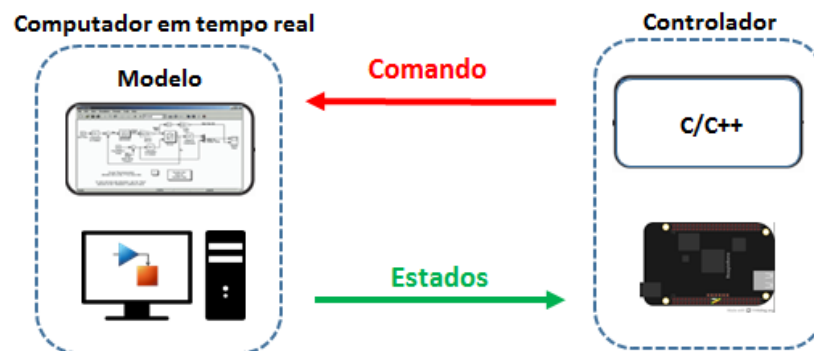 Computador em tempo real
Controlador
Modelo
Comando
C/C++
Estados